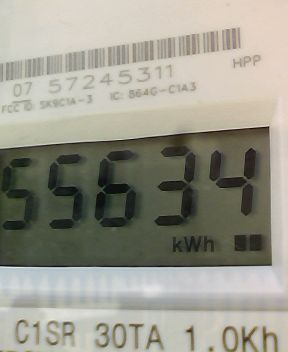 07 57245311
HPP
FCC ID: SK9C1A-3 IC: 864G-C1A3
55634
kWh
C1SR 30TA 1.0Kh